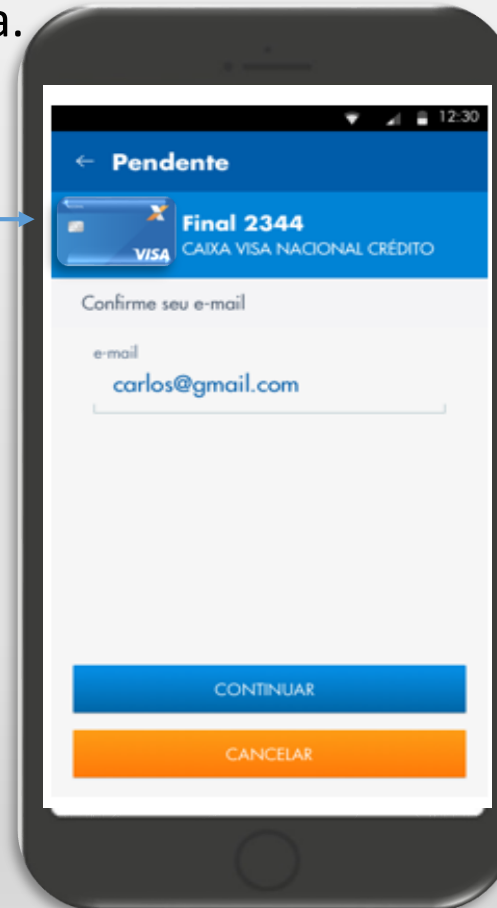 a.
12:30
← Pendente
VISA
Final 2344
CAIXA VISA NACIONAL CRÉDITO
Confirme seu e-mail
e-mail
carlos@gmail.com
CONTINUAR
CANCELAR